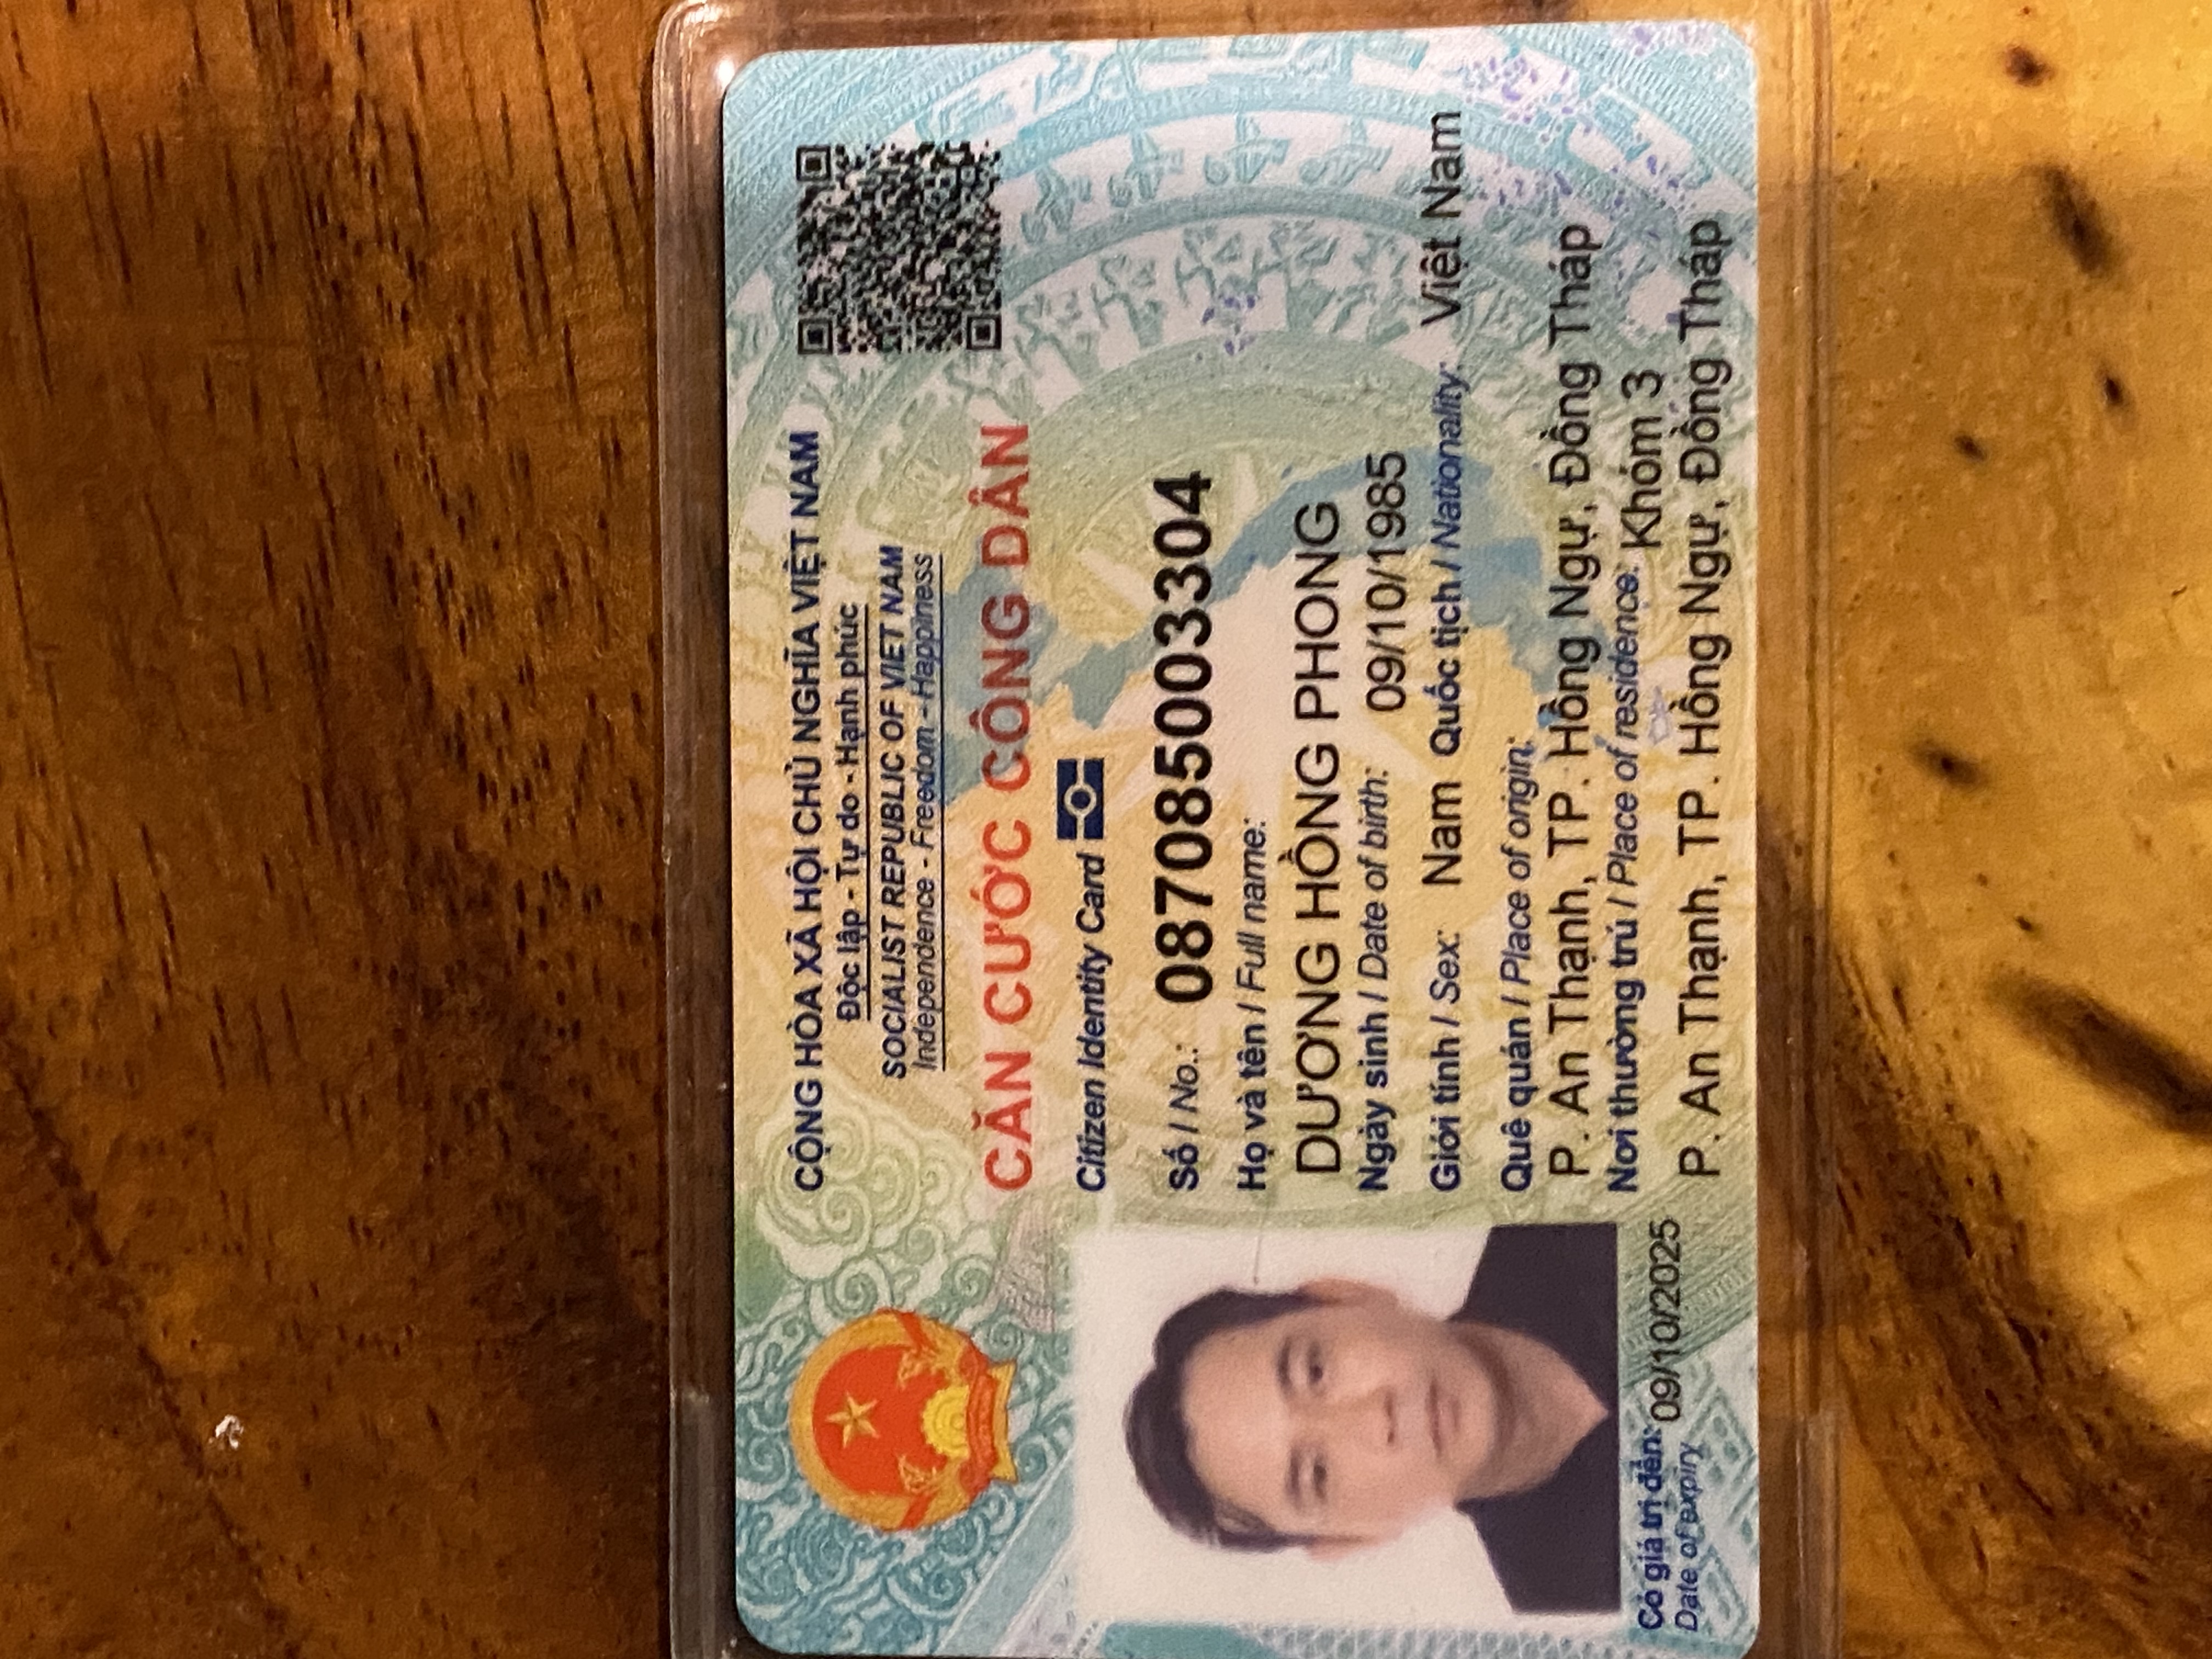 CỘNG HÒA XÃ HỘI CHỦ NGHĨA VIỆT NAM
Độc lập - Tự do - Hạnh phúc
SOCIALIST REPUBLIC OF VIET NAM
Independence - Freedom - Happiness
CĂN CƯỚC CÔNG DÂN
Citizen Identity Card
Số / No.: 087085003304
Họ và tên / Full name:
DƯƠNG HỒNG PHONG
Ngày sinh / Date of birth: 09/10/1985
Giới tính / Sex: Nam Quốc tịch / Nationality: Việt Nam
Quê quán / Place of origin:
P. An Thạnh, TP. Hồng Ngự, Đồng Tháp
Nơi thường trú / Place of residence: Khóm 3
P. An Thạnh, TP. Hồng Ngự, Đồng Tháp
Có giá trị đến: 09/10/2025
Date of expiry